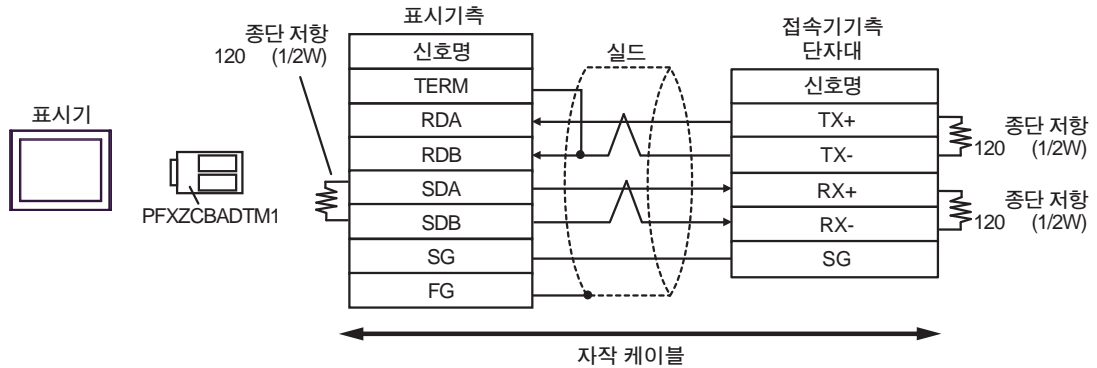 표시기
PFXZCBADTM1
종단 저항
120 (1/2W)
표시기측
신호명
TERM
RDA
RDB
SDA
SDB
SG
FG
실드
접속기기측
단자대
신호명
TX+
TX-
RX+
RX-
SG
종단 저항
120 (1/2W)
종단 저항
120 (1/2W)
자작 케이블